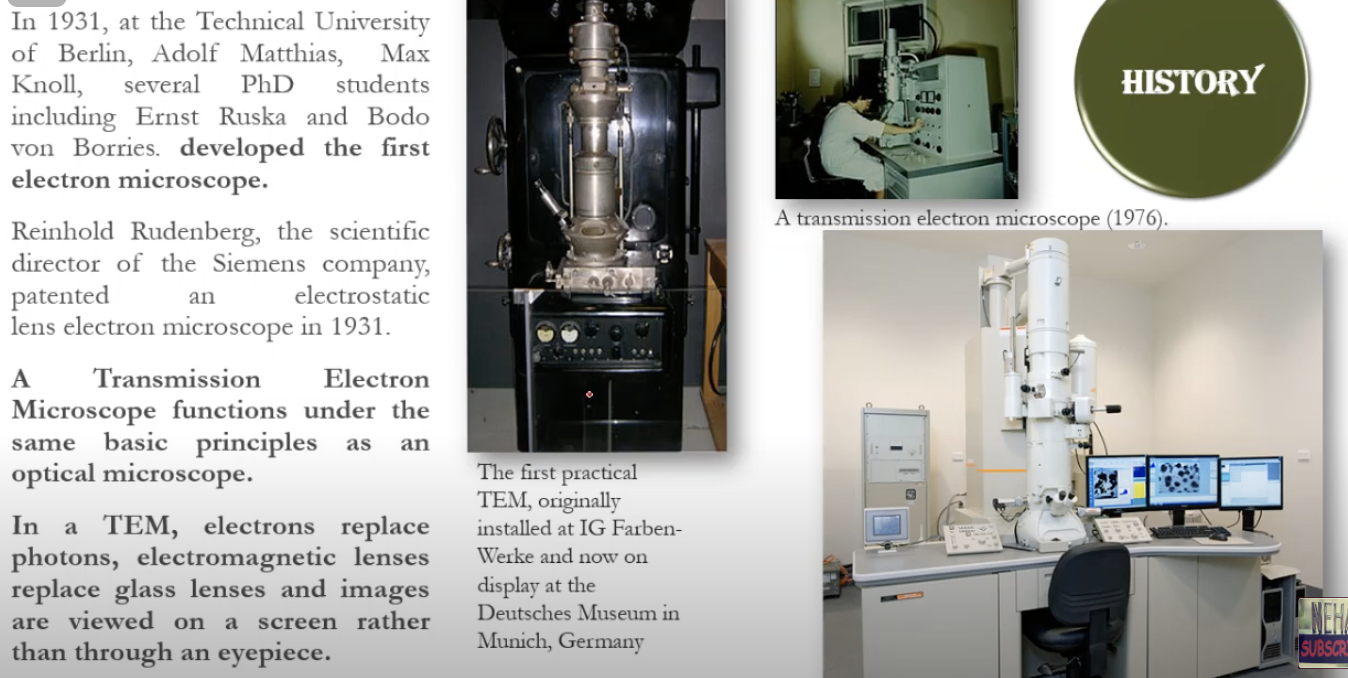 In 1931, at the Technical University
of Berlin, Adolf Matthias, Max
Knoll, several PhD students
including Ernst Ruska and Bodo
von Borries. developed the first
electron microscope.
Reinhold Rudenberg, the scientific
director of the Siemens company,
patented an electrostatic
lens electron microscope in 1931.
A Transmission Electron
Microscope functions under the
same basic principles as an
optical microscope.
In a TEM, electrons replace
photons, electromagnetic lenses
replace glass lenses and images
are viewed on a screen rather
than through an eyepiece.
The first practical
TEM, originally
installed at IG Farben-
Werke and now on
display at the
Deutsches Museum in
Munich, Germany
HISTORY
A transmission electron microscope (1976).